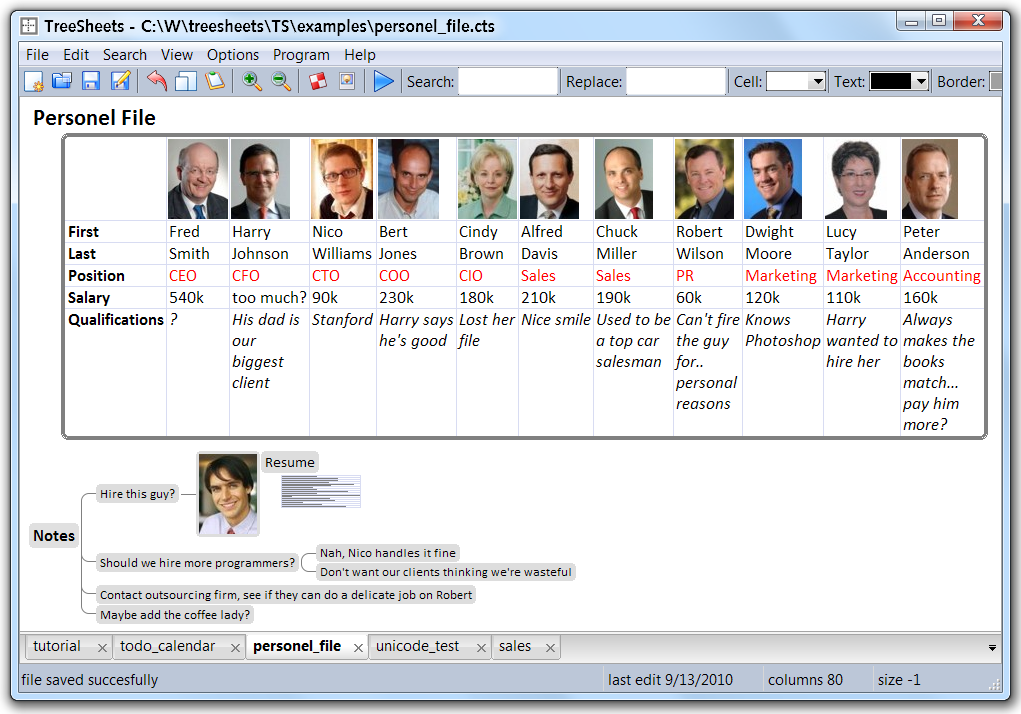 TreeSheets - C:\W\treesheets\TS\examples\personel_file.cts
File Edit Search View Options Program Help
Search: Replace: Cell: Text: Border:
Personel File
First Fred Harry Nico Bert Cindy Alfred Chuck Robert Dwight Lucy Peter
Last Smith Johnson Williams Jones Brown Davis Miller Wilson Moore Taylor Anderson
Position CEO CFO CTO COO CIO Sales Sales PR Marketing Marketing Accounting
Salary 540k too much? 90k 230k 180k 210k 190k 60k 120k 110k 160k
Qualifications ? His dad is Stanford Harry says Lost her Nice smile Used to be Can't fire Knows Harry Always
our he's good file a top car the guy Photoshop wanted to makes the
biggest salesman for.. hire her books
client personal match...
reasons pay him
more?
Resume
Hire this guy?
Notes
Nah, Nico handles it fine
Should we hire more programmers?
Don't want our clients thinking we're wasteful
Contact outsourcing firm, see if they can do a delicate job on Robert
Maybe add the coffee lady?
tutorial todo_calendar personel_file unicode_test sales
file saved succesfully last edit 9/13/2010 columns 80 size -1